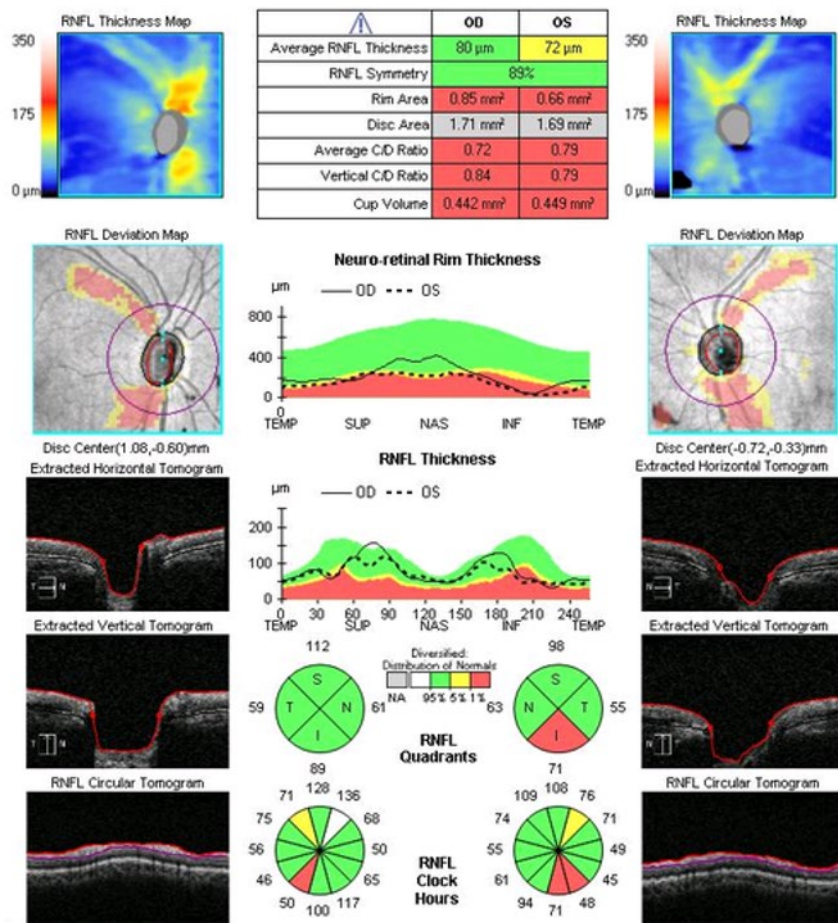 RNFL Thickness Map
350
175
0 µm
OD OS
Average RNFL Thickness 80 µm 72 µm
RNFL Symmetry 89%
Rim Area 0.85 mm² 0.66 mm²
Disc Area 1.71 mm² 1.69 mm²
Average C/D Ratio 0.72 0.79
Vertical C/D Ratio 0.84 0.79
Cup Volume 0.442 mm³ 0.449 mm³
RNFL Thickness Map
350
175
0 µm
RNFL Deviation Map
Disc Center(1.08,-0.60)mm
Neuro-retinal Rim Thickness
µm OD OS
800
400
0
0
TEMP SUP NAS INF TEMP
RNFL Deviation Map
Disc Center(-0.72,-0.33)mm
Extracted Horizontal Tomogram
T N
RNFL Thickness
µm OD OS
200
100
0
0 30 60 90 120 150 180 210 240
TEMP SUP NAS INF TEMP
Extracted Horizontal Tomogram
N T
Extracted Vertical Tomogram
T N
112
59 S T N I 61
89
Diversified:
Distribution of Normals
NA 95% 5% 1%
RNFL
Quadrants
98
63 S N T I 55
71
Extracted Vertical Tomogram
N T
RNFL Circular Tomogram
128
71 136
75 68
56 50
46 65
50 117
100
RNFL
Clock
Hours
108
109 76
74 71
55 49
61 45
94 48
71
RNFL Circular Tomogram